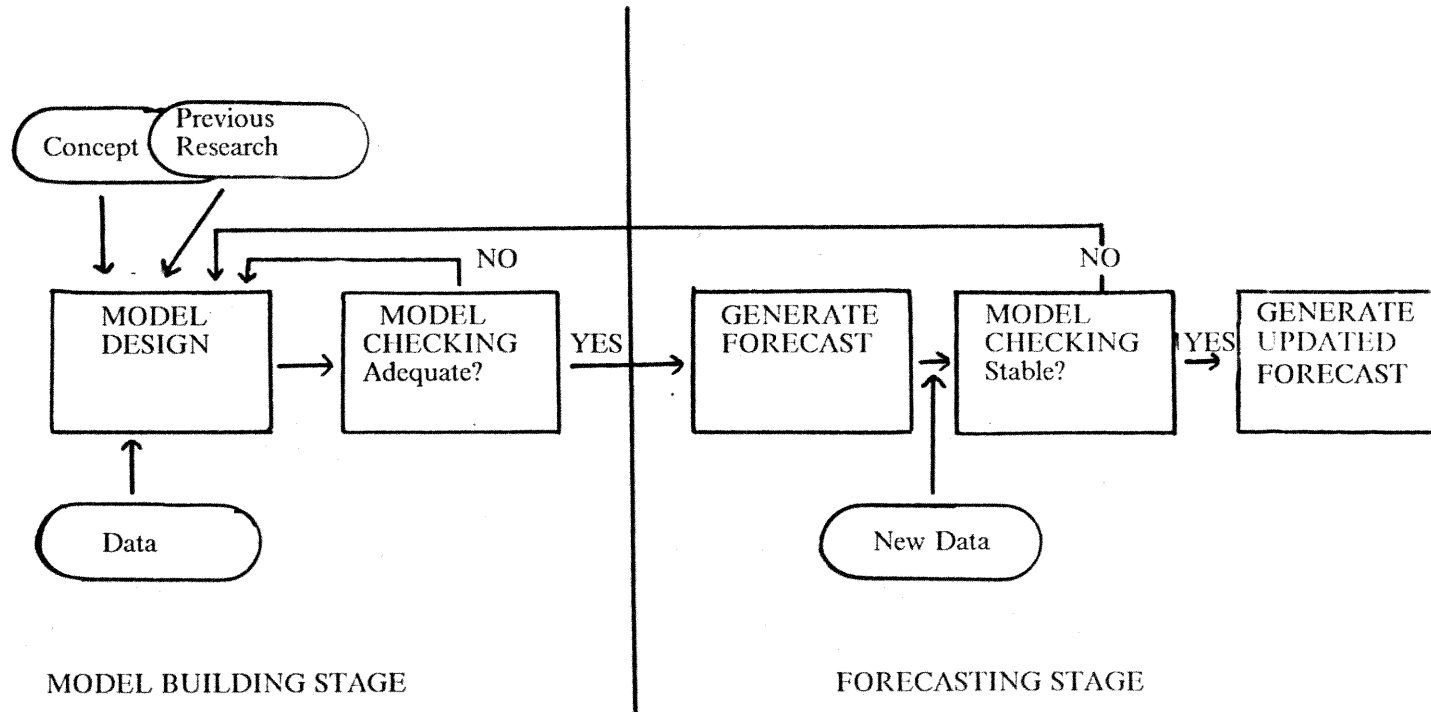 Previous
Concept Research
NO
NO
MODEL
DESIGN
MODEL
CHECKING
Adequate?
YES
GENERATE
FORECAST
MODEL
CHECKING
Stable?
YES
GENERATE
UPDATED
FORECAST
Data
New Data
MODEL BUILDING STAGE
FORECASTING STAGE